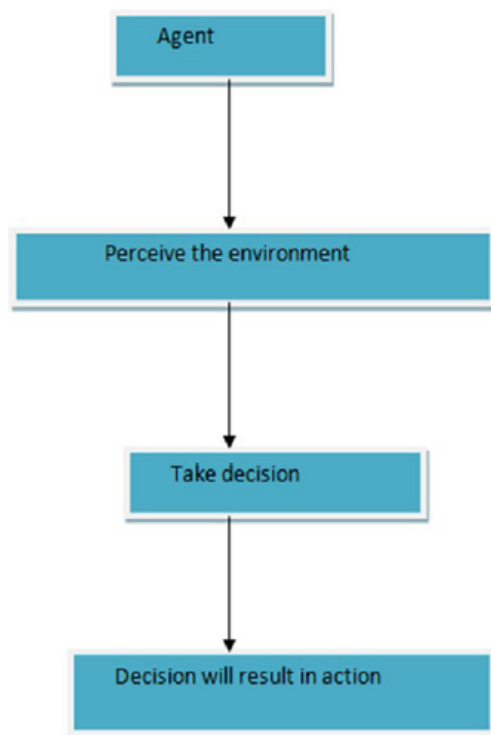 Agent
Perceive the environment
Take decision
Decision will result in action